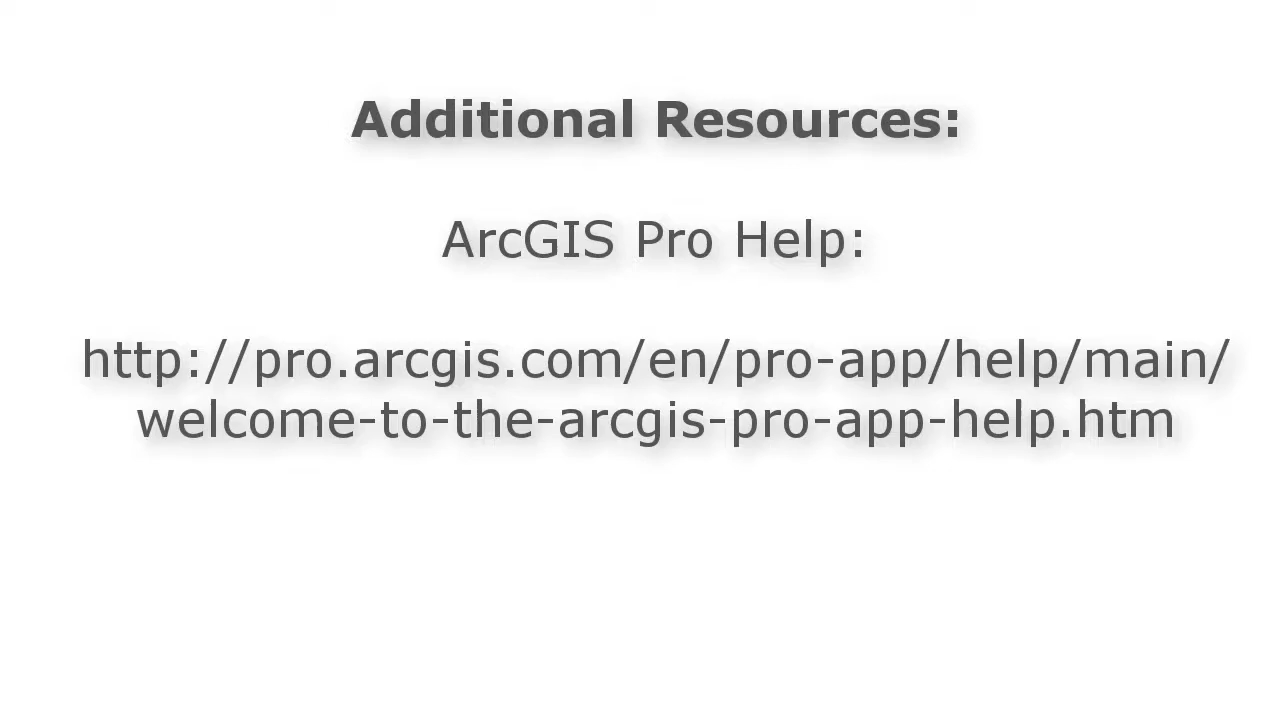 Additional Resources:
ArcGIS Pro Help:
http://pro.arcgis.com/en/pro-app/help/main/
welcome-to-the-arcgis-pro-app-help.htm